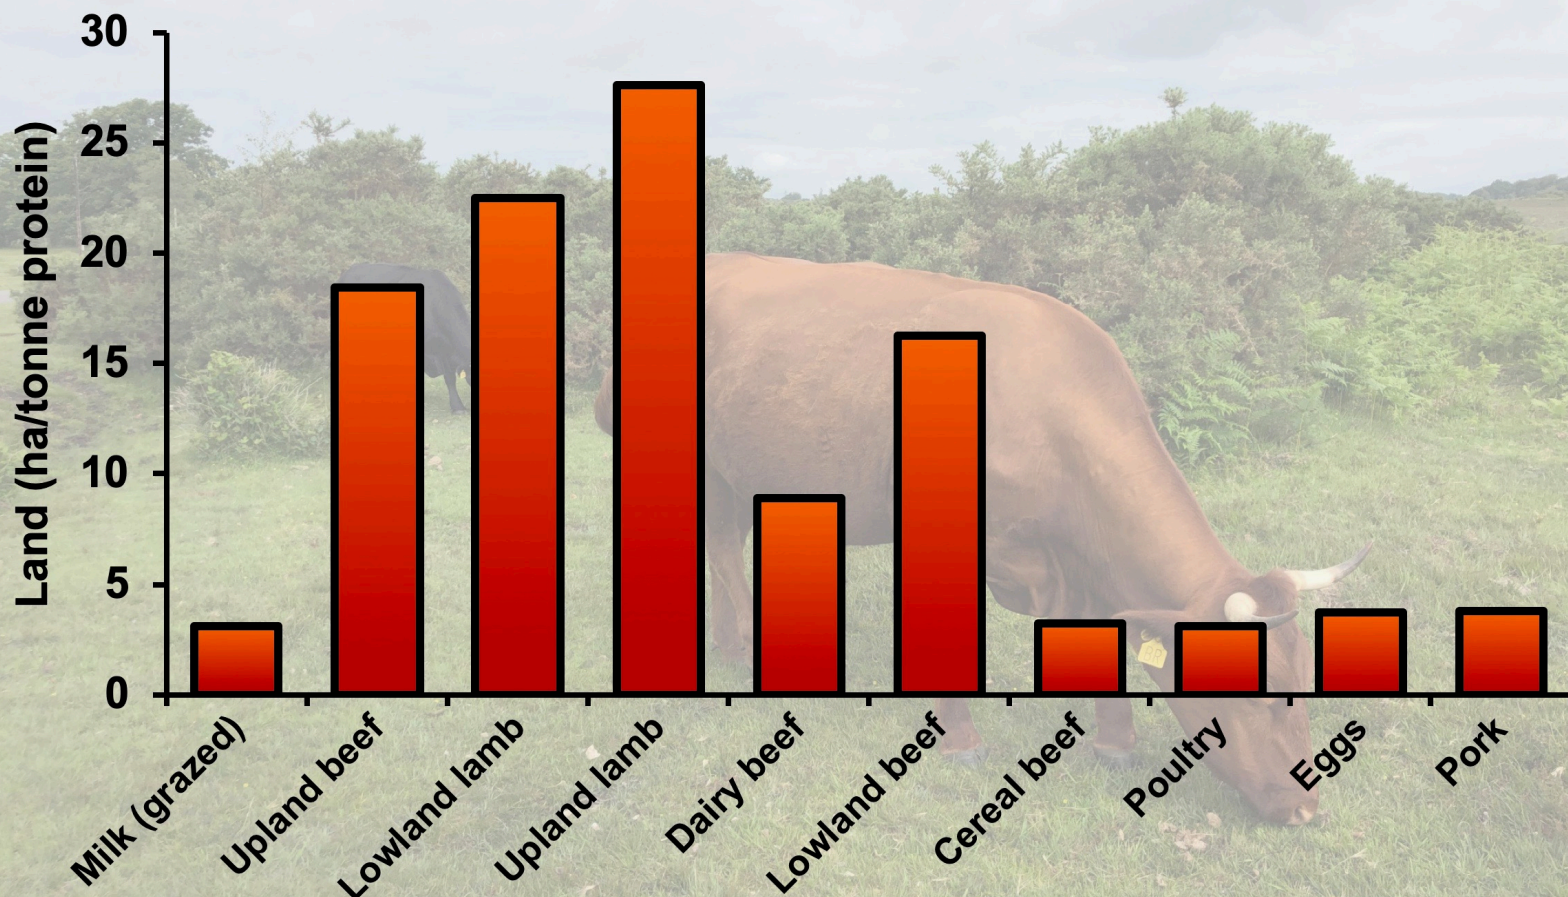 30
25
20
15
10
5
0
Land (ha/tonne protein)
Milk (grazed)
Upland beef
Lowland lamb
Upland lamb
Dairy beef
Lowland beef
Cereal beef
Poultry
Eggs
Pork